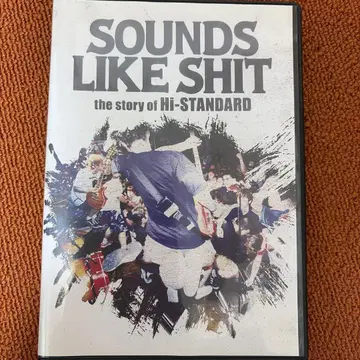 SOUNDS
LIKE SHIT
the story of Hi-STANDARD